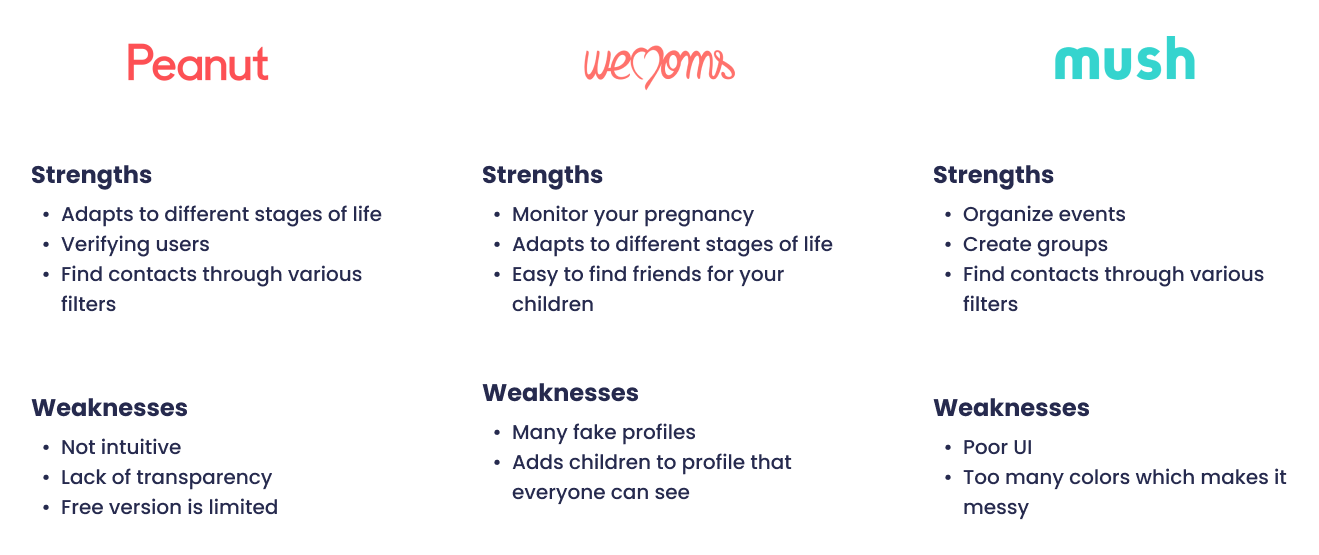 Peanut
Strengths
• Adapts to different stages of life
• Verifying users
• Find contacts through various
filters
Weaknesses
• Not intuitive
• Lack of transparency
• Free version is limited
wemoms
Strengths
• Monitor your pregnancy
• Adapts to different stages of life
• Easy to find friends for your
children
Weaknesses
• Many fake profiles
• Adds children to profile that
everyone can see
mush
Strengths
• Organize events
• Create groups
• Find contacts through various
filters
Weaknesses
• Poor UI
• Too many colors which makes it
messy